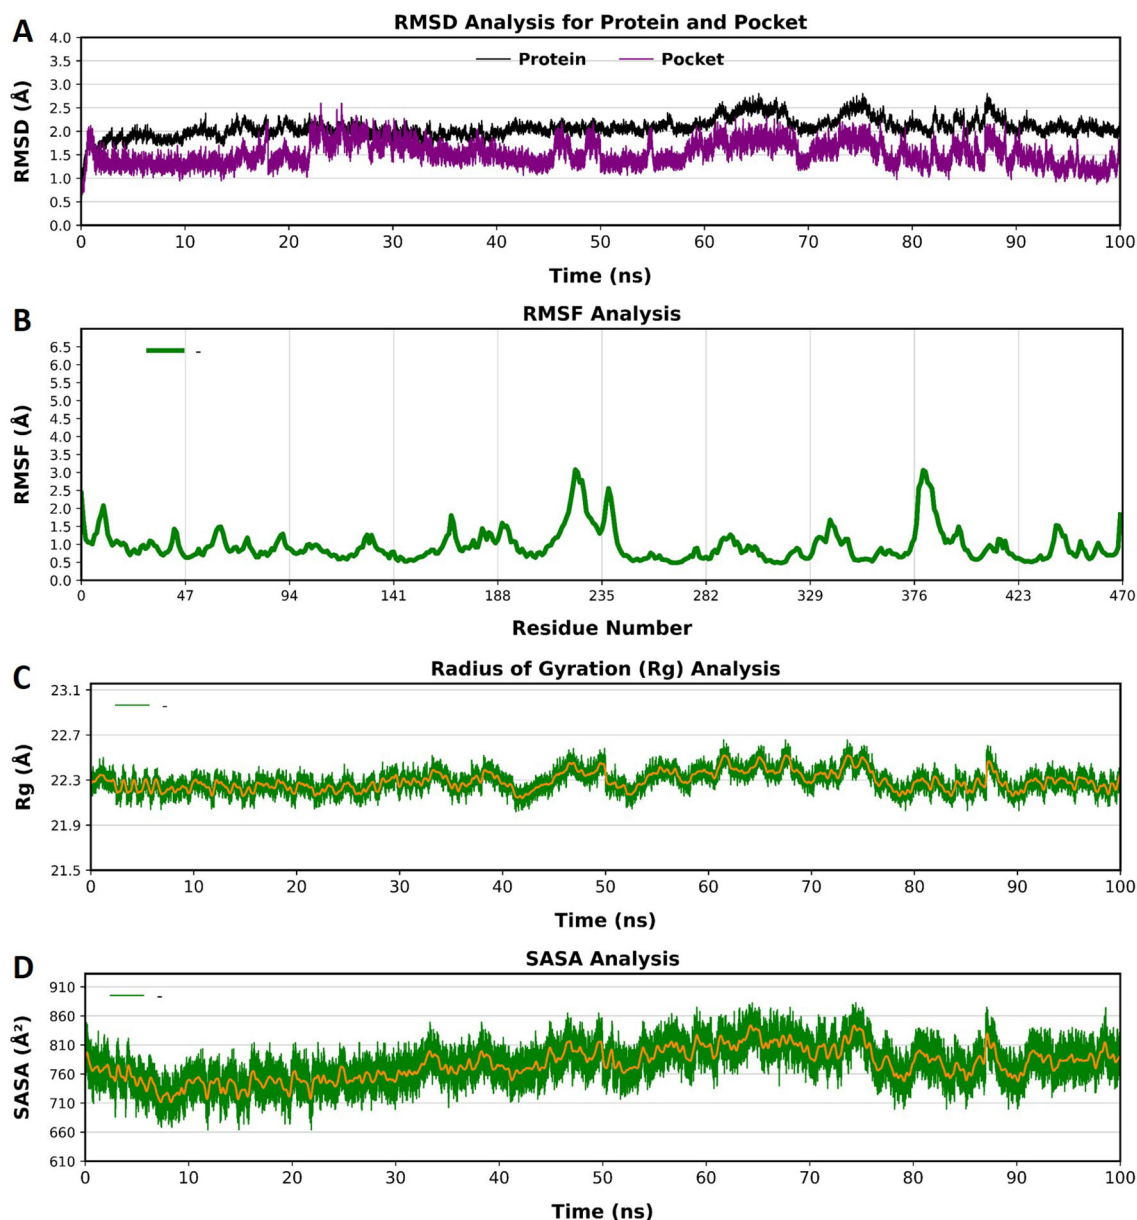 A
RMSD Analysis for Protein and Pocket
Protein Pocket
4.0
3.5
3.0
2.5
2.0
1.5
1.0
0.5
0.0
RMSD (Å)
0 10 20 30 40 50 60 70 80 90 100
Time (ns)
B
RMSF Analysis
-
6.5
6.0
5.5
5.0
4.5
4.0
3.5
3.0
2.5
2.0
1.5
1.0
0.5
0.0
RMSF (Å)
0 47 94 141 188 235 282 329 376 423 470
Residue Number
C
Radius of Gyration (Rg) Analysis
-
23.1
22.7
22.3
21.9
21.5
Rg (Å)
0 10 20 30 40 50 60 70 80 90 100
Time (ns)
D
SASA Analysis
-
910
860
810
760
710
660
610
SASA (Å²)
0 10 20 30 40 50 60 70 80 90 100
Time (ns)